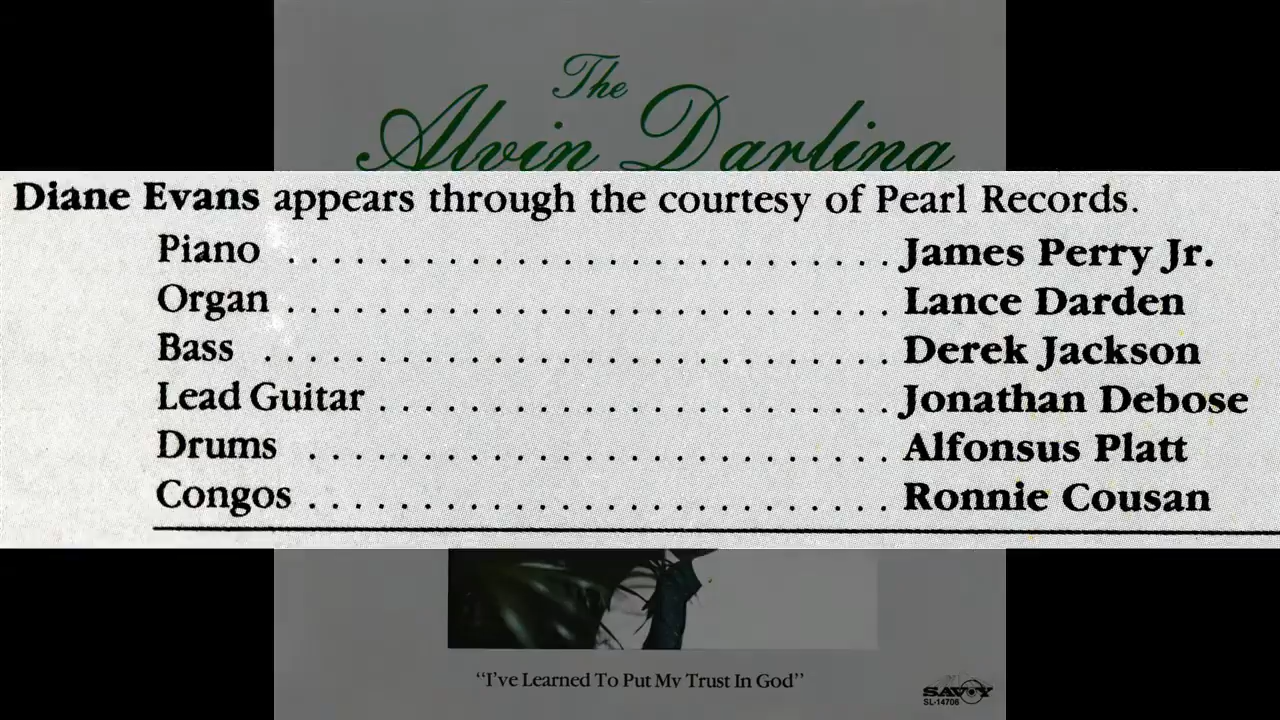 The
Alvin Darling
Diane Evans appears through the courtesy of Pearl Records.
Piano ............................ James Perry Jr.
Organ ............................ Lance Darden
Bass ............................. Derek Jackson
Lead Guitar ........................ Jonathan Debose
Drums ........................... Alfonsus Platt
Congos ........................... Ronnie Cousan
“I've Learned To Put My Trust In God”
SAVOY
SL-14706